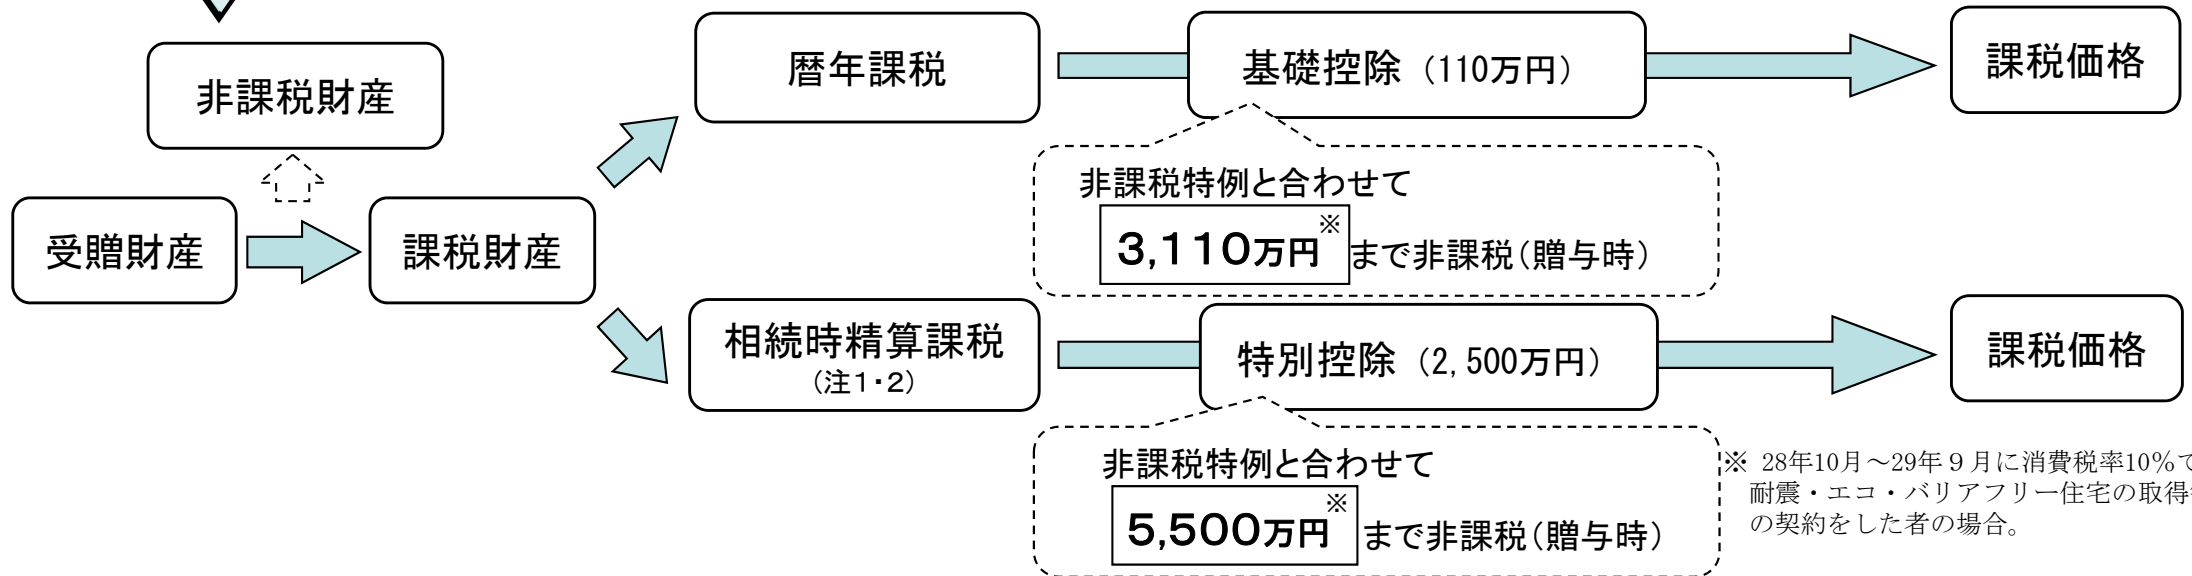 非課税財産
受贈財産
課税財産
暦年課税
基礎控除（110万円）
課税価格
非課税特例と合わせて
3,110万円※まで非課税（贈与時）
相続時精算課税
（注１・２）
特別控除（2,500万円）
課税価格
非課税特例と合わせて
5,500万円※まで非課税（贈与時）
※ 28年10月～29年９月に消費税率10％で
耐震・エコ・バリアフリー住宅の取得
の契約をした者の場合。